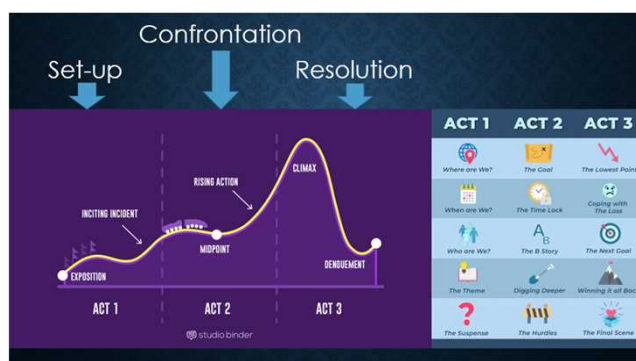 Confrontation
Set-up
Resolution
CLIMAX
RISING ACTION
INCITING INCIDENT
MIDPOINT
DENOUEMENT
EXPOSITION
ACT 1
ACT 2
ACT 3
studiobinder
ACT 1 ACT 2 ACT 3
Where are We? The Goal The Lowest Point
When are We? The Time Lock Coping with
The Loss
Who are We? The B Story The Next Goal
The Theme Digging Deeper Winning it all Back
The Suspense The Hurdles The Final Scene